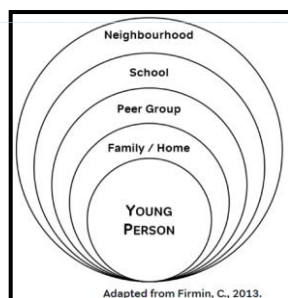 Neighbourhood
School
Peer Group
Family / Home
YOUNG
PERSON
Adapted from Firmin, C., 2013.